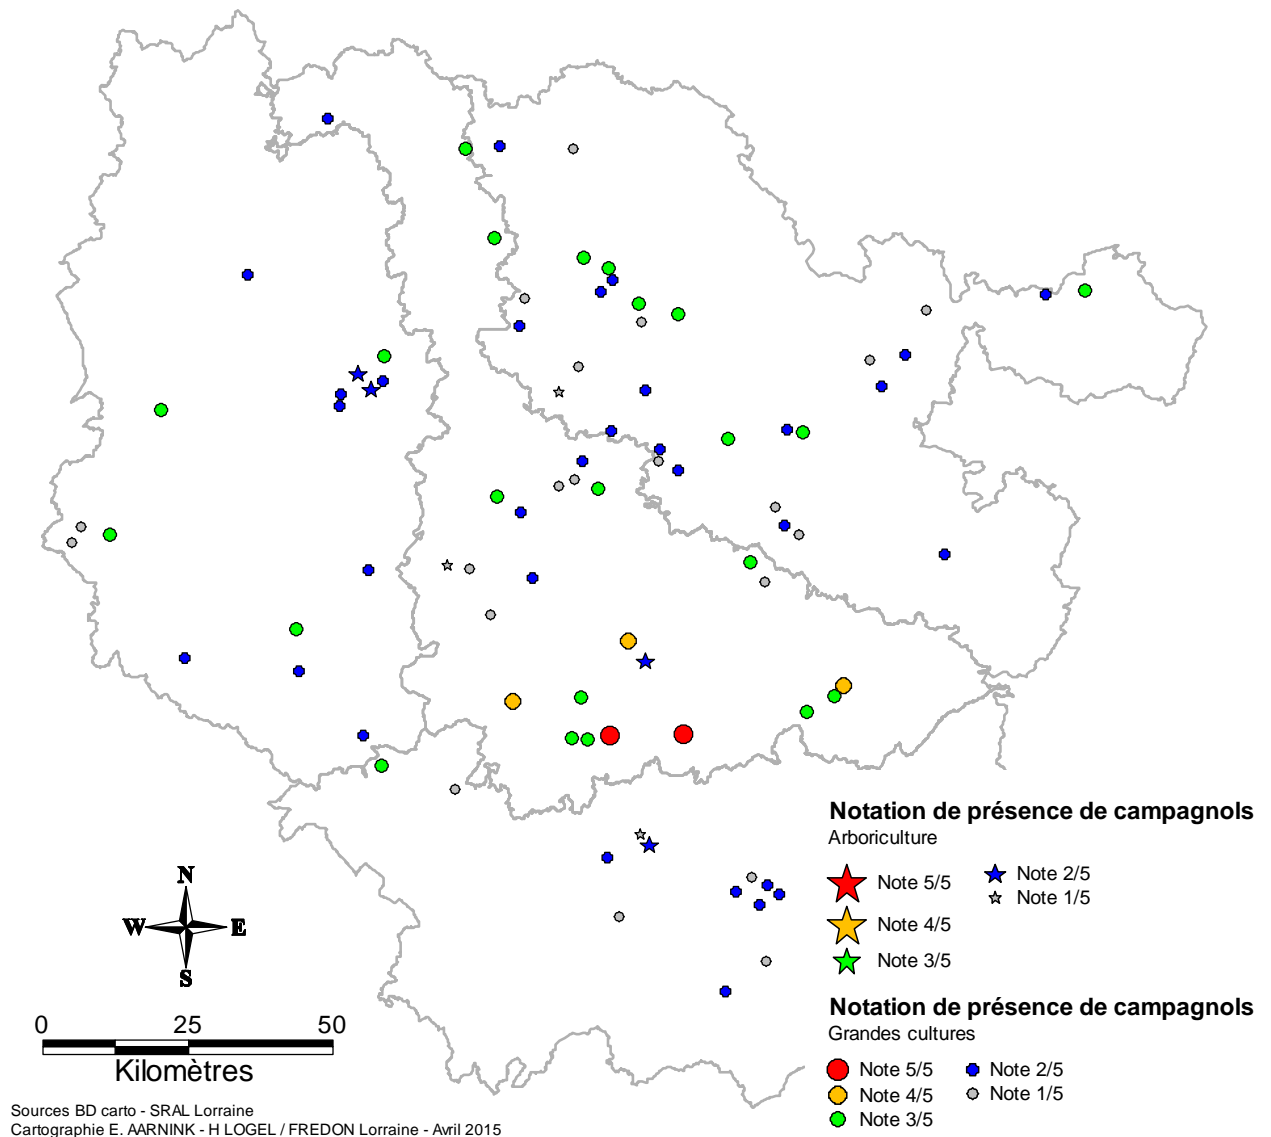 N
W E
S
0 25 50
Kilomètres
Sources BD carto - SRAL Lorraine
Cartographie E. AARNINK - H LOGEL / FREDON Lorraine - Avril 2015
Notation de présence de campagnols
Arboriculture
Note 5/5
Note 4/5
Note 3/5
Note 2/5
Note 1/5
Notation de présence de campagnols
Grandes cultures
Note 5/5
Note 4/5
Note 3/5
Note 2/5
Note 1/5